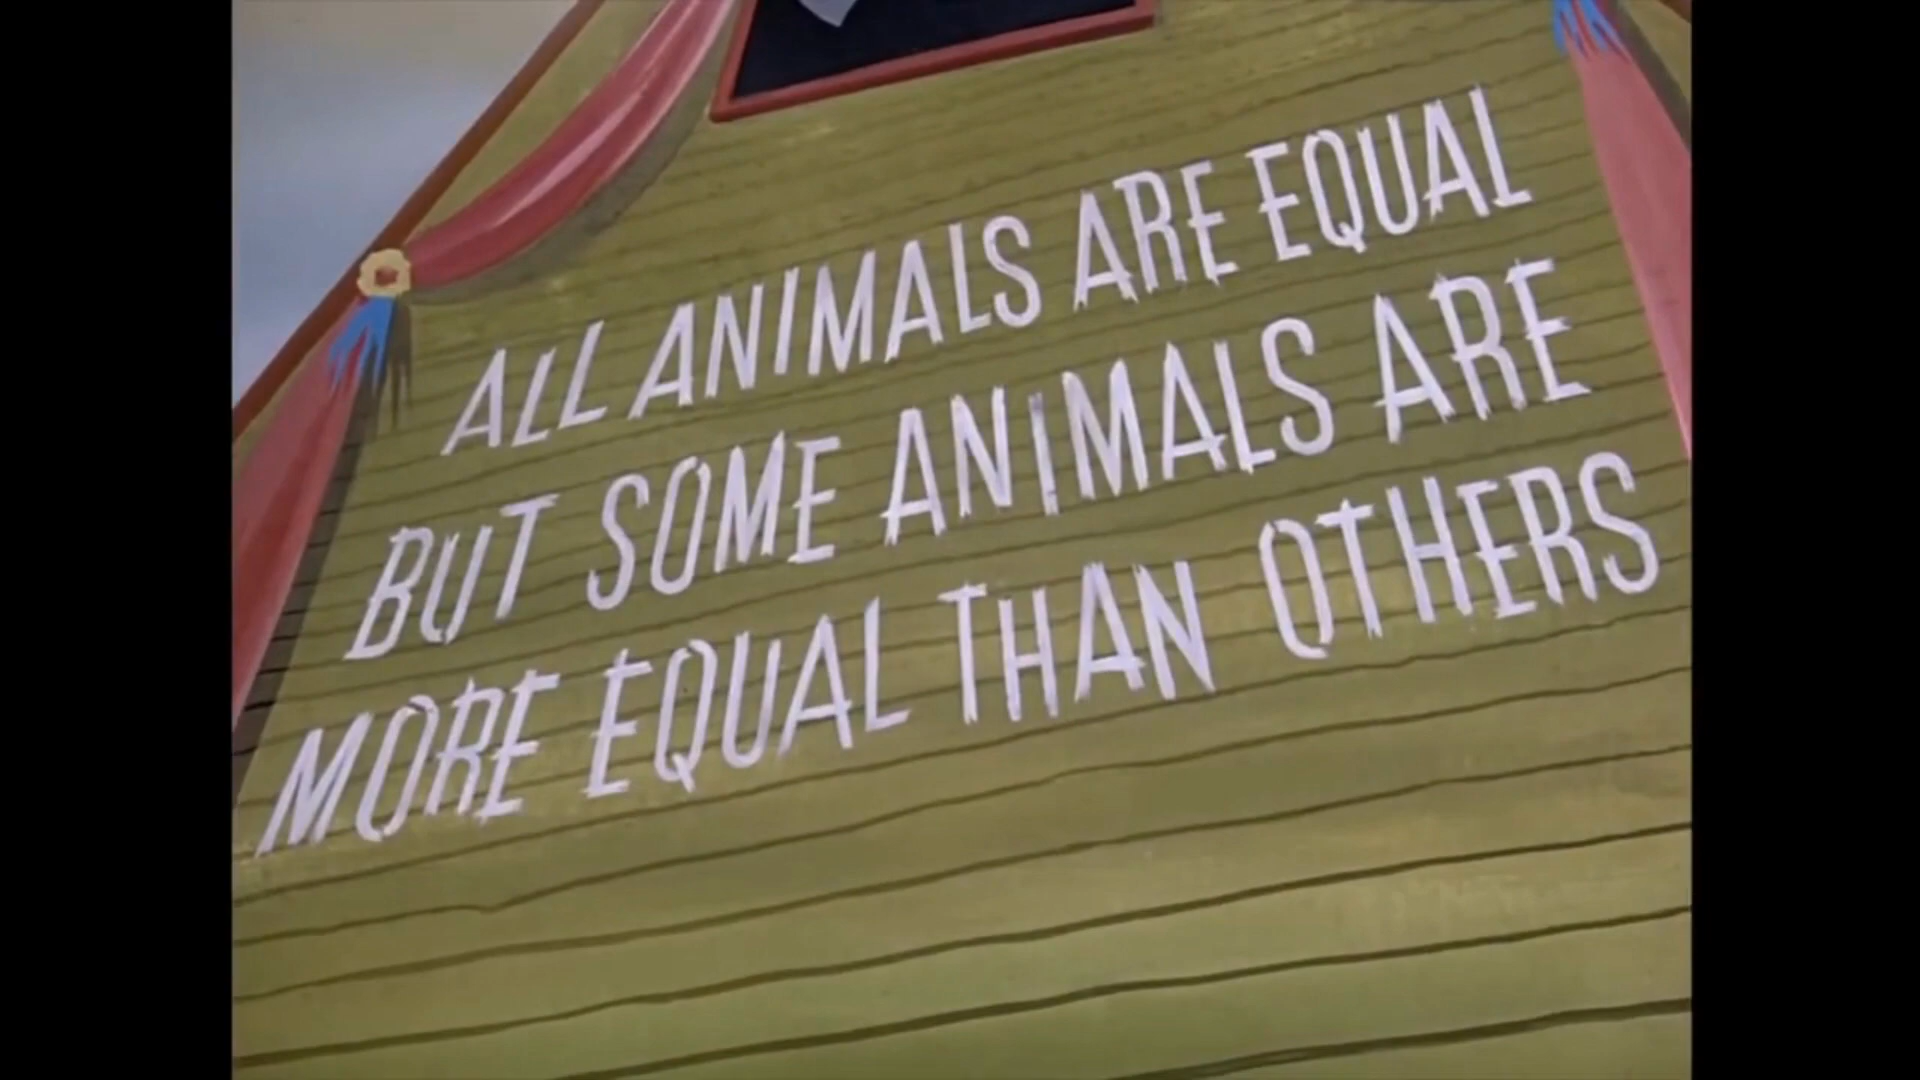 ALL ANIMALS ARE EQUAL
BUT SOME ANIMALS ARE
MORE EQUAL THAN OTHERS